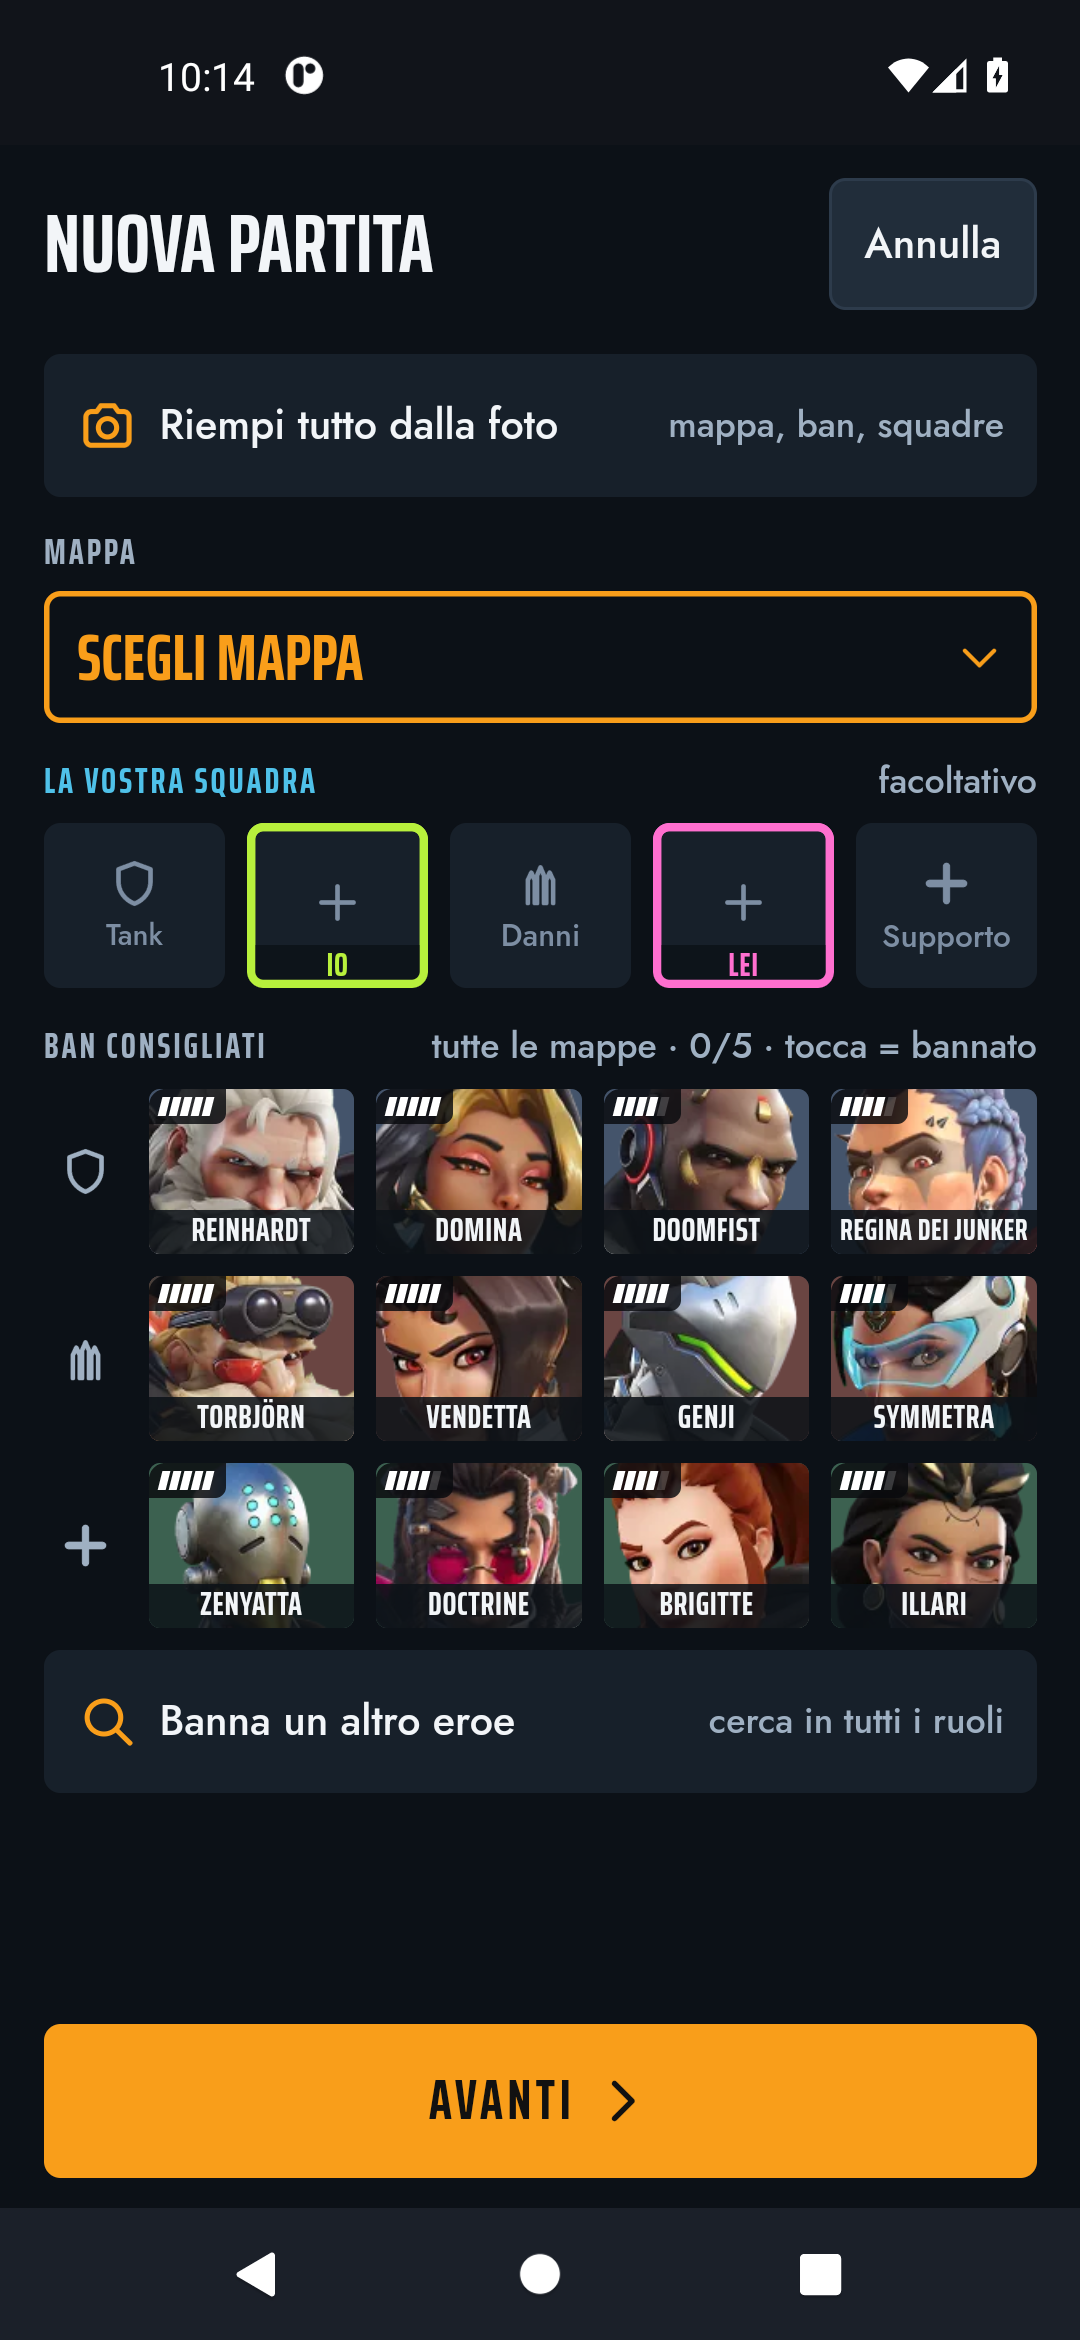 10:14
NUOVA PARTITA
Annulla
Riempi tutto dalla foto
mappa, ban, squadre
MAPPA
SCEGLI MAPPA
LA VOSTRA SQUADRA
facoltativo
Tank
IO
Danni
LEI
Supporto
BAN CONSIGLIATI
tutte le mappe · 0/5 · tocca = bannato
REINHARDT
DOMINA
DOOMFIST
REGINA DEI JUNKER
TORBJÖRN
VENDETTA
GENJI
SYMMETRA
ZENYATTA
DOCTRINE
BRIGITTE
ILLARI
Banna un altro eroe
cerca in tutti i ruoli
AVANTI